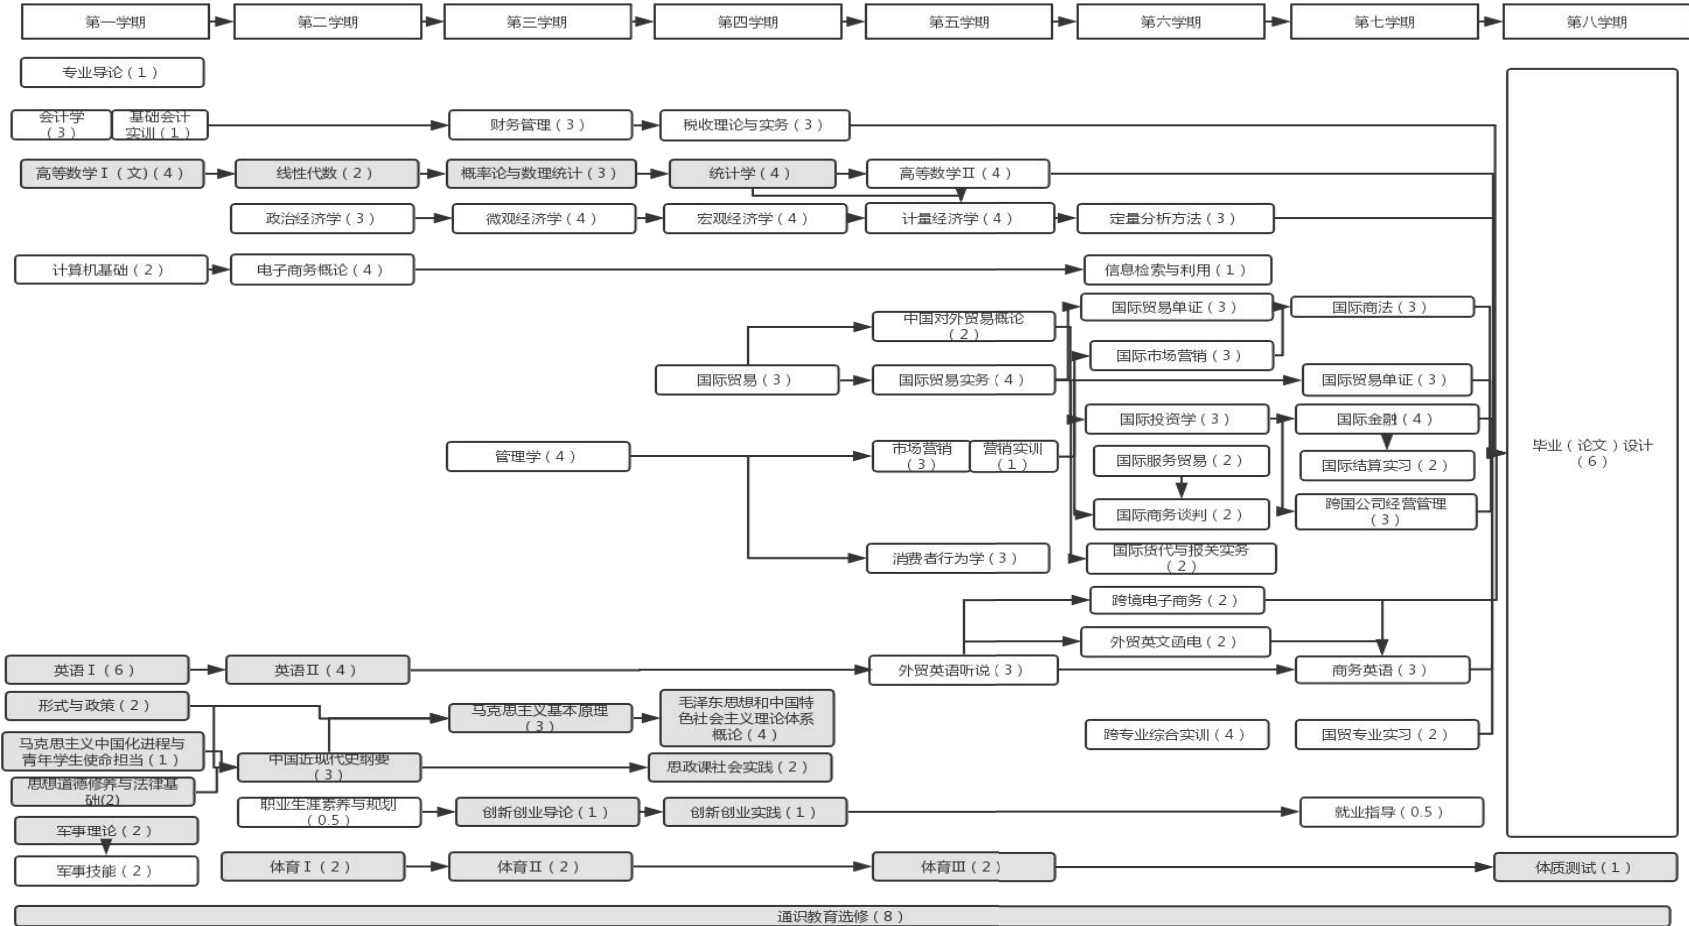 第一学期
第二学期
第三学期
第四学期
第五学期
第六学期
第七学期
第八学期
专业导论（1）
会计学
（3）
基础会计
实训（1）
财务管理（3）
税收理论与实务（3）
高等数学Ⅰ（文）（4）
线性代数（2）
概率论与数理统计（3）
统计学（4）
高等数学Ⅱ（4）
政治经济学（3）
微观经济学（4）
宏观经济学（4）
计量经济学（4）
定量分析方法（3）
计算机基础（2）
电子商务概论（4）
信息检索与利用（1）
国际贸易单证（3）
国际商法（3）
中国对外贸易概论
（2）
国际市场营销（3）
国际贸易（3）
国际贸易实务（4）
国际贸易单证（3）
国际投资学（3）
国际金融（4）
管理学（4）
市场营销
（3）
营销实训
（1）
国际服务贸易（2）
国际结算实习（2）
毕业（论文）设计
（6）
国际商务谈判（2）
跨国公司经营管理
（3）
消费者行为学（3）
国际货代与报关实务
（2）
跨境电子商务（2）
外贸英文函电（2）
英语Ⅰ（6）
英语Ⅱ（4）
外贸英语听说（3）
商务英语（3）
形式与政策（2）
马克思主义基本原理
（3）
毛泽东思想和中国特
色社会主义理论体系
概论（4）
跨专业综合实训（4）
国贸专业实习（2）
马克思主义中国化进程与
青年学生使命担当（1）
中国近现代史纲要
（3）
思政课社会实践（2）
思想道德修养与法律基
础(2)
职业生涯素养与规划
（0.5）
创新创业导论（1）
创新创业实践（1）
就业指导（0.5）
军事理论（2）
军事技能（2）
体育Ⅰ（2）
体育Ⅱ（2）
体育Ⅲ（2）
体质测试（1）
通识教育选修（8）